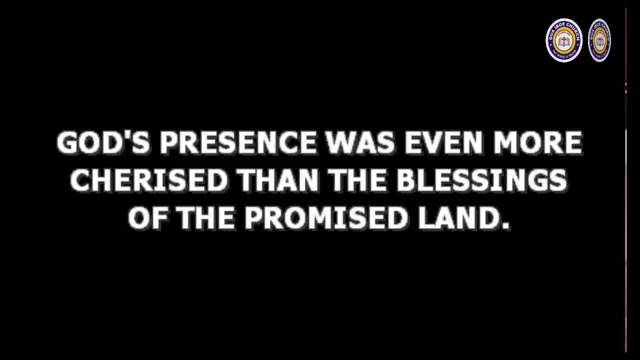 GOD'S PRESENCE WAS EVEN MORE
CHERISED THAN THE BLESSINGS
OF THE PROMISED LAND.